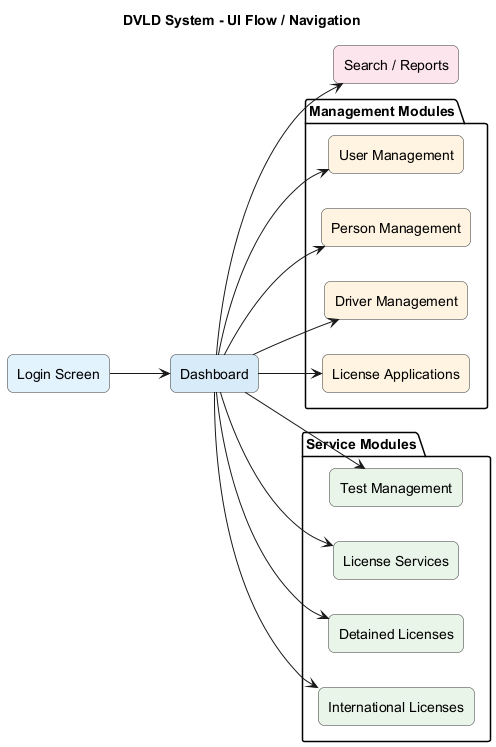 DVLD System - UI Flow / Navigation
Search / Reports
Management Modules
User Management
Person Management
Driver Management
License Applications
Login Screen
Dashboard
Service Modules
Test Management
License Services
Detained Licenses
International Licenses